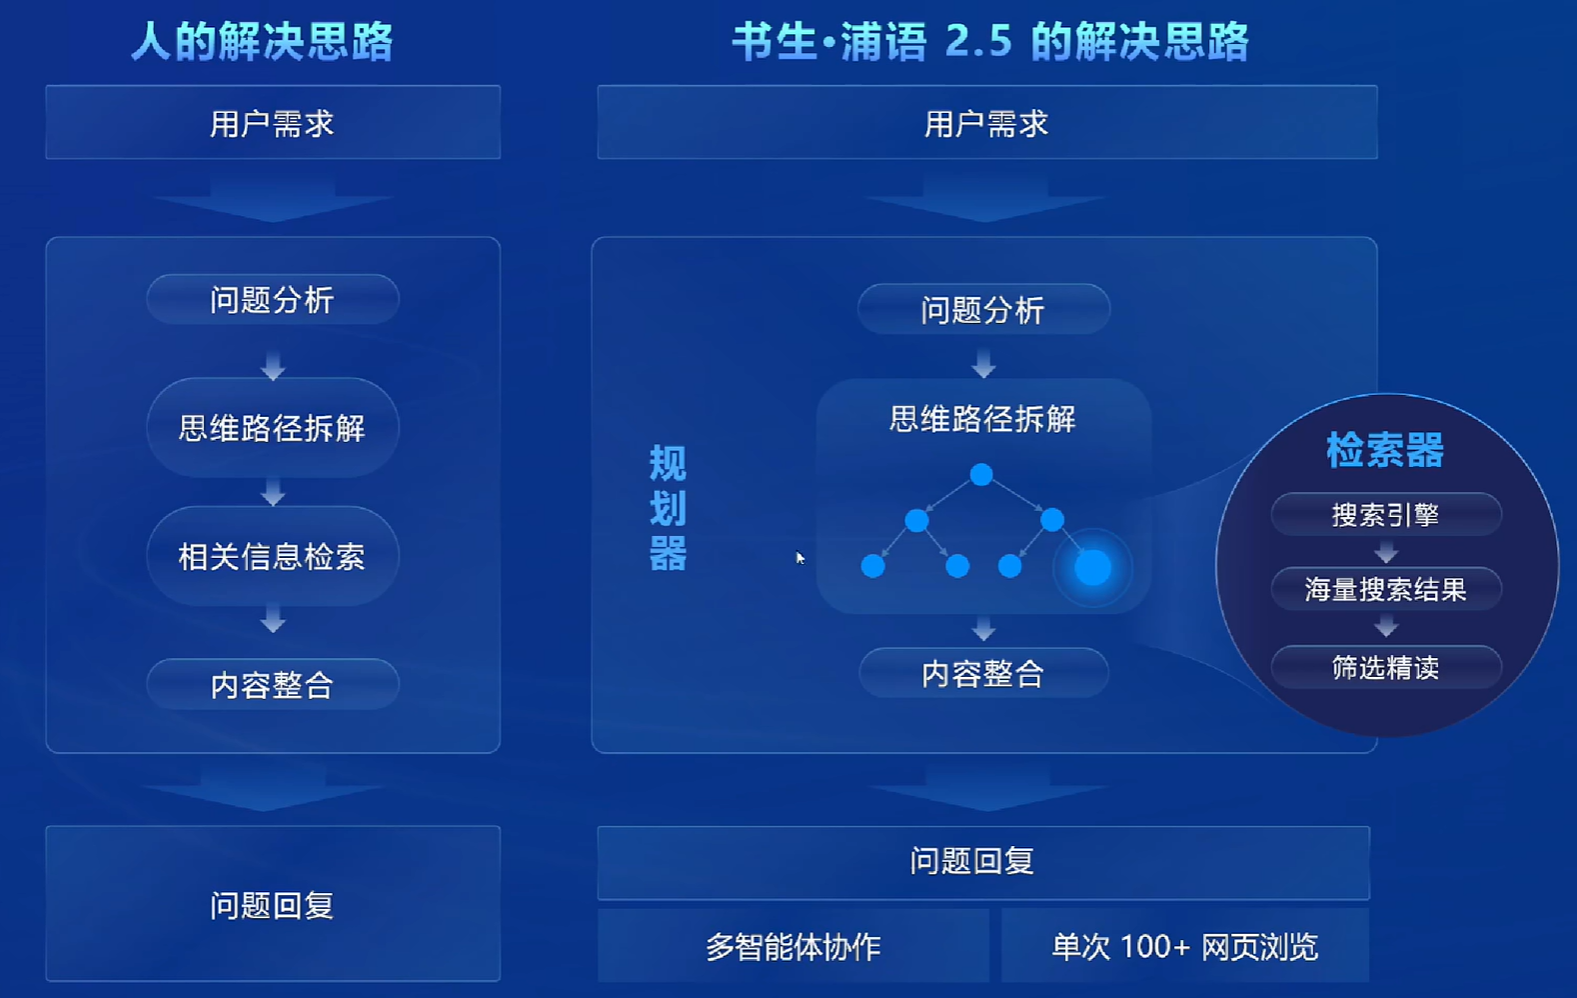 人的解决思路
用户需求
问题分析
思维路径拆解
相关信息检索
内容整合
问题回复
书生·浦语 2.5 的解决思路
用户需求
规划器
问题分析
思维路径拆解
内容整合
检索器
搜索引擎
海量搜索结果
筛选精读
问题回复
多智能体协作
单次 100+ 网页浏览